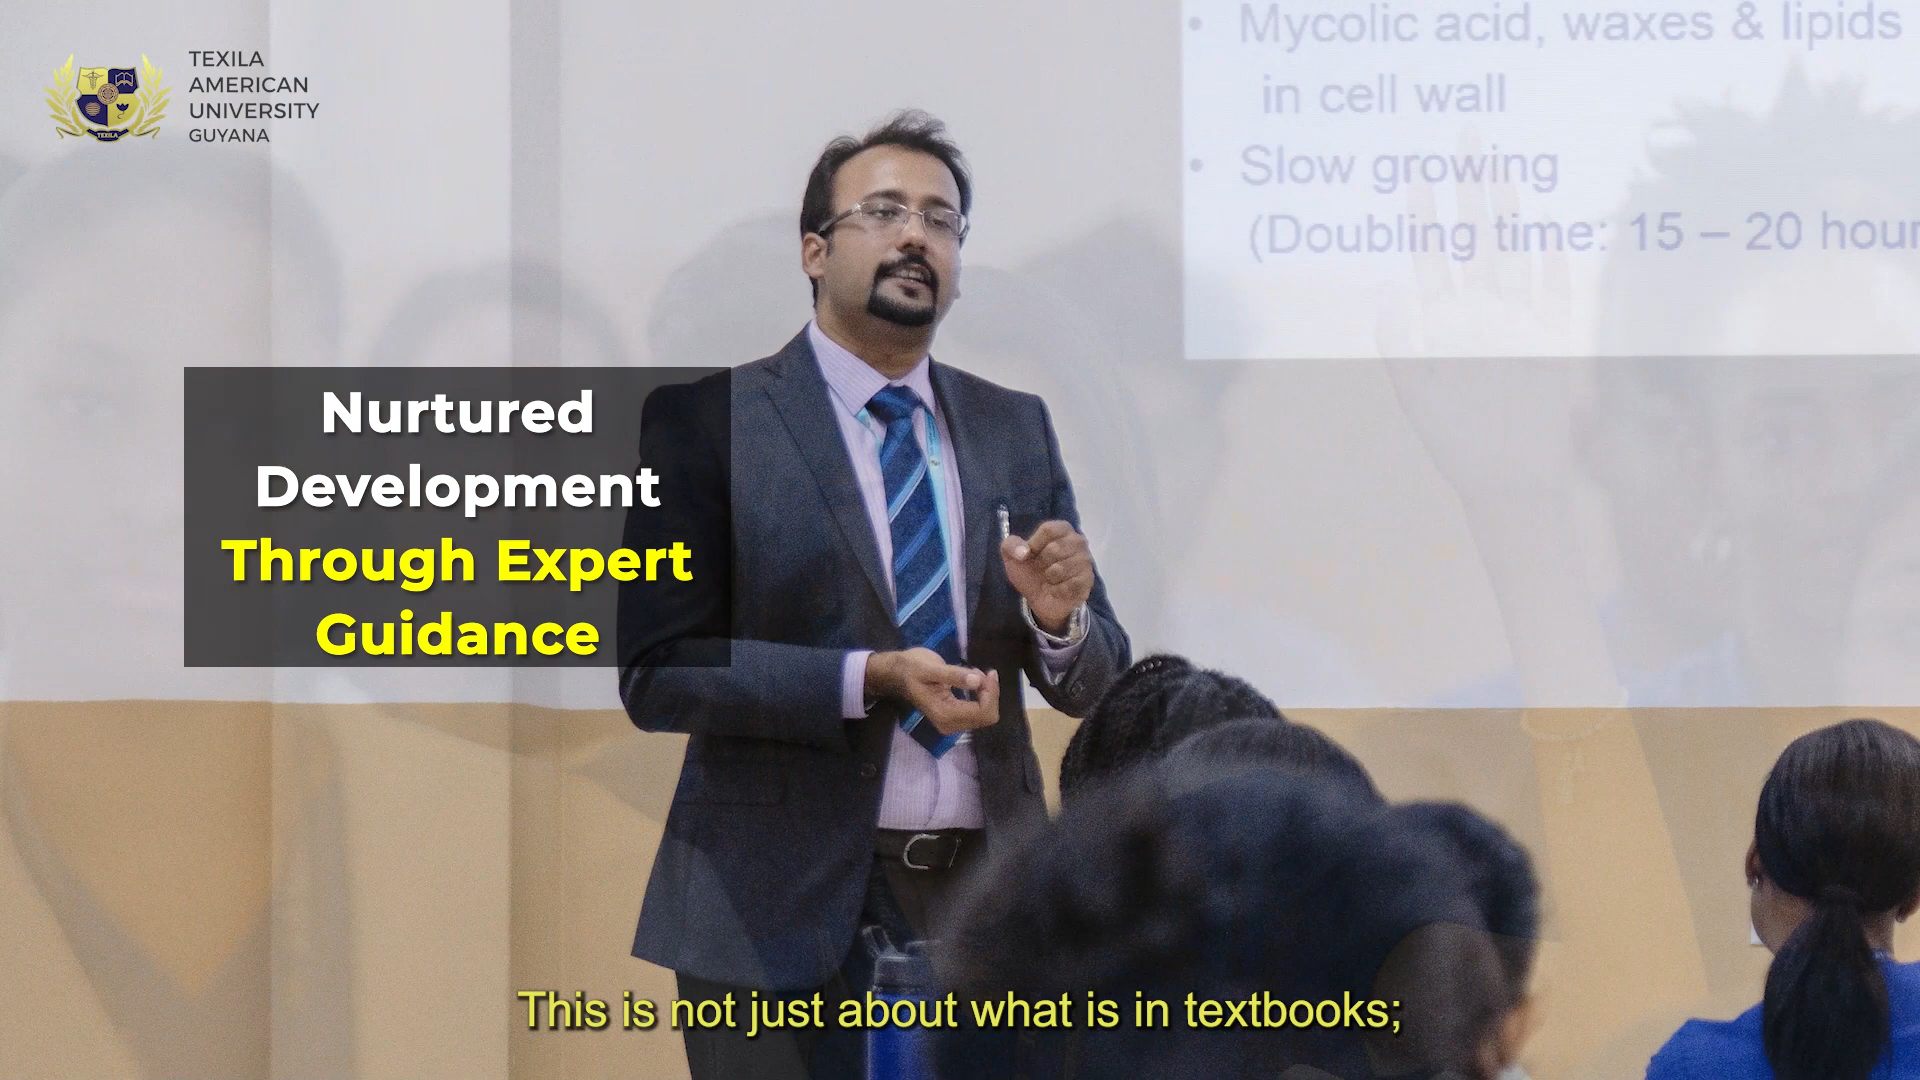 TEXILA
AMERICAN
UNIVERSITY
GUYANA
TEXILA
• Mycolic acid, waxes & lipids
in cell wall
• Slow growing
(Doubling time: 15 – 20 hour
Nurtured
Development
Through Expert
Guidance
This is not just about what is in textbooks;